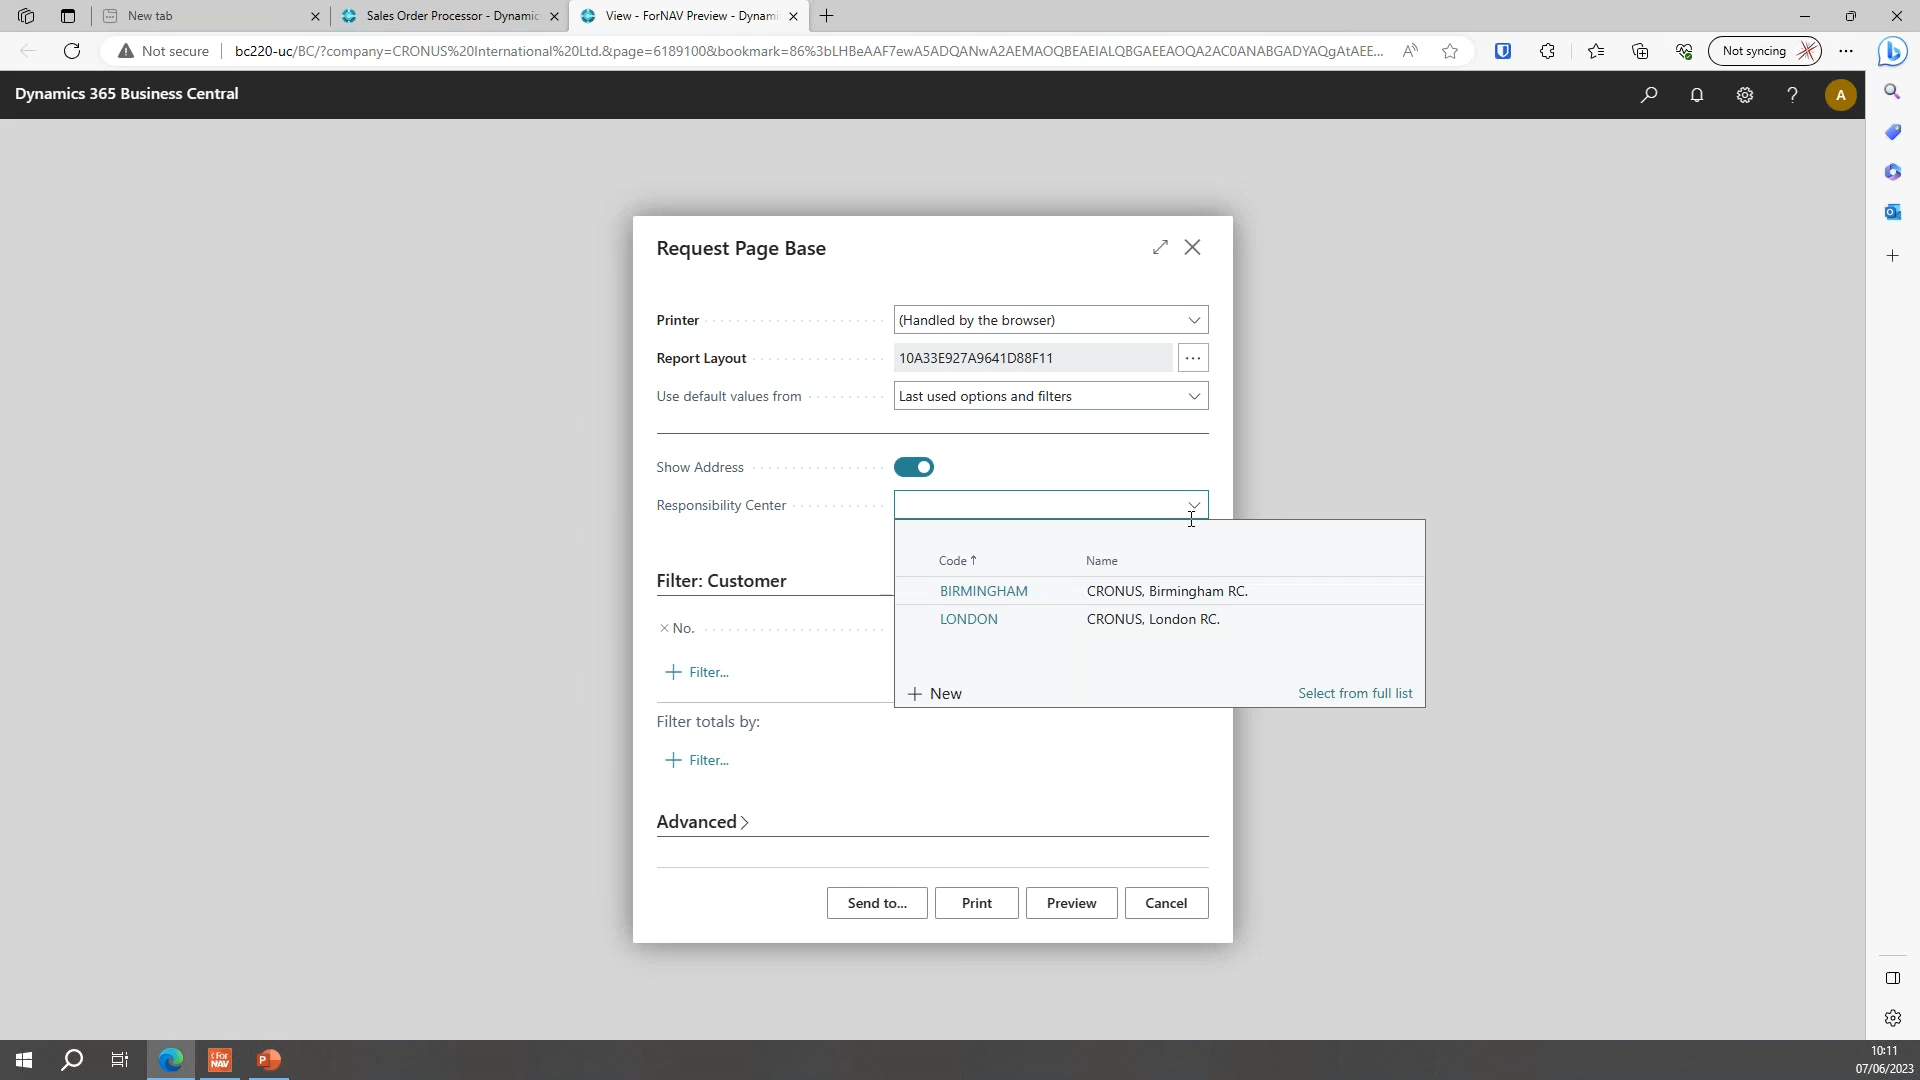 New tab
Sales Order Processor - Dynamic
View - ForNAV Preview - Dynami
Not secure
bc220-uc/BC/?company=CRONUS%20International%20Ltd.&page=6189100&bookmark=86%3bLHBeAAF7ewA5ADQANwA2AEMAOQBEAEIALQBGAEEAOQA2AC0ANABGADYAQgAtAEE...
Not syncing
Dynamics 365 Business Central
A
Request Page Base
Printer
(Handled by the browser)
Report Layout
10A33E927A9641D88F11
Use default values from
Last used options and filters
Show Address
Responsibility Center
Code ↑ Name
BIRMINGHAM CRONUS, Birmingham RC.
LONDON CRONUS, London RC.
+ New
Select from full list
Filter: Customer
× No.
+ Filter...
Filter totals by:
+ Filter...
Advanced >
Send to...
Print
Preview
Cancel
10:11
07/06/2023